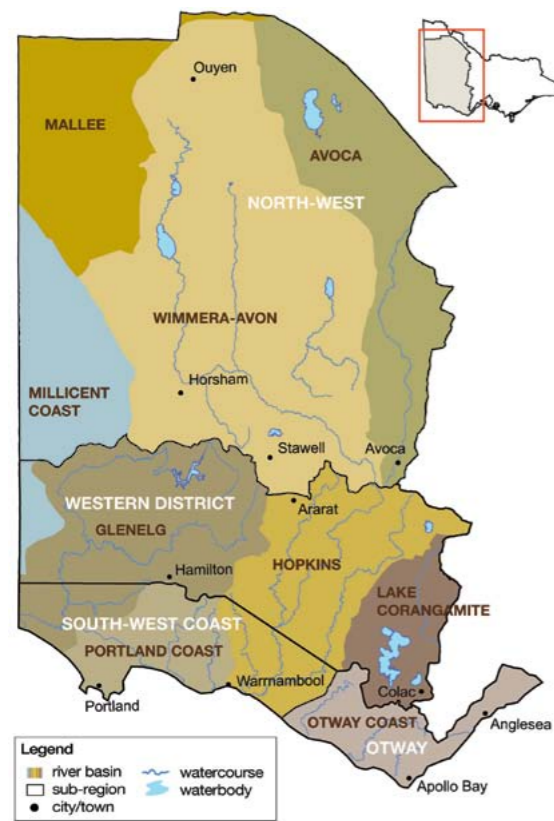 Ouyen
MALLEE
AVOCA
NORTH-WEST
WIMMERA-AVON
Horsham
MILLICENT
COAST
Stawell
Avoca
WESTERN DISTRICT
Ararat
GLENELG
HOPKINS
Hamilton
LAKE
CORANGAMITE
SOUTH-WEST COAST
PORTLAND COAST
Warrnambool
Colac
Portland
Anglesea
OTWAY COAST
OTWAY
Apollo Bay
Legend
river basin
watercourse
sub-region
waterbody
city/town